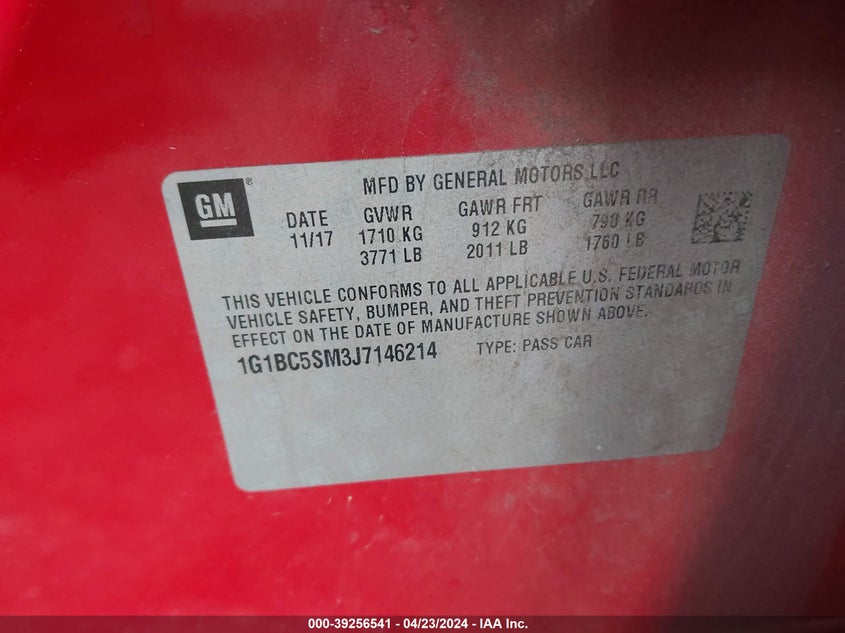 GM
MFD BY GENERAL MOTORS LLC
DATE GVWR GAWR FRT GAWR RR
11/17 1710 KG 912 KG 798 KG
3771 LB 2011 LB 1760 LB
THIS VEHICLE CONFORMS TO ALL APPLICABLE U.S. FEDERAL MOTOR
VEHICLE SAFETY, BUMPER, AND THEFT PREVENTION STANDARDS IN
EFFECT ON THE DATE OF MANUFACTURE SHOWN ABOVE.
1G1BC5SM3J7146214 TYPE: PASS CAR
000-39256541 / 04/23/2024 - IAA Inc.